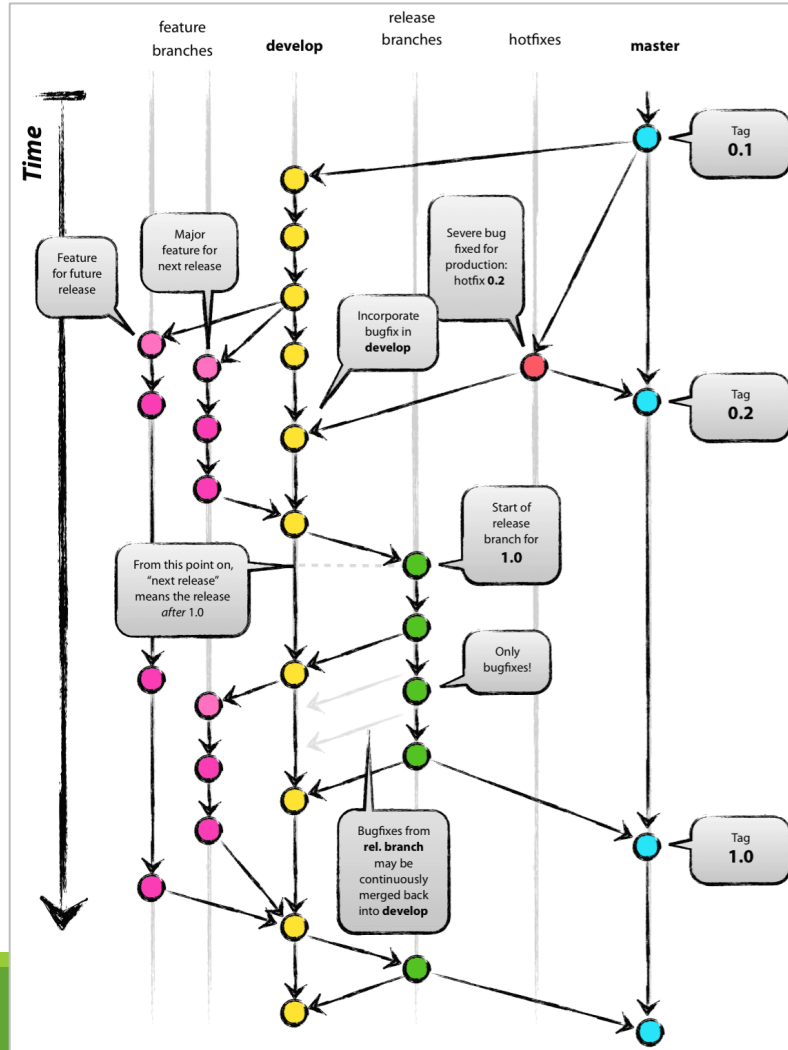 feature
branches
develop
release
branches
hotfixes
master
Time
Tag
0.1
Major
feature for
next release
Severe bug
fixed for
production:
hotfix 0.2
Feature
for future
release
Incorporate
bugfix in
develop
Tag
0.2
Start of
release
branch for
1.0
From this point on,
“next release”
means the release
after 1.0
Only
bugfixes!
Bugfixes from
rel. branch
may be
continuously
merged back
into develop
Tag
1.0